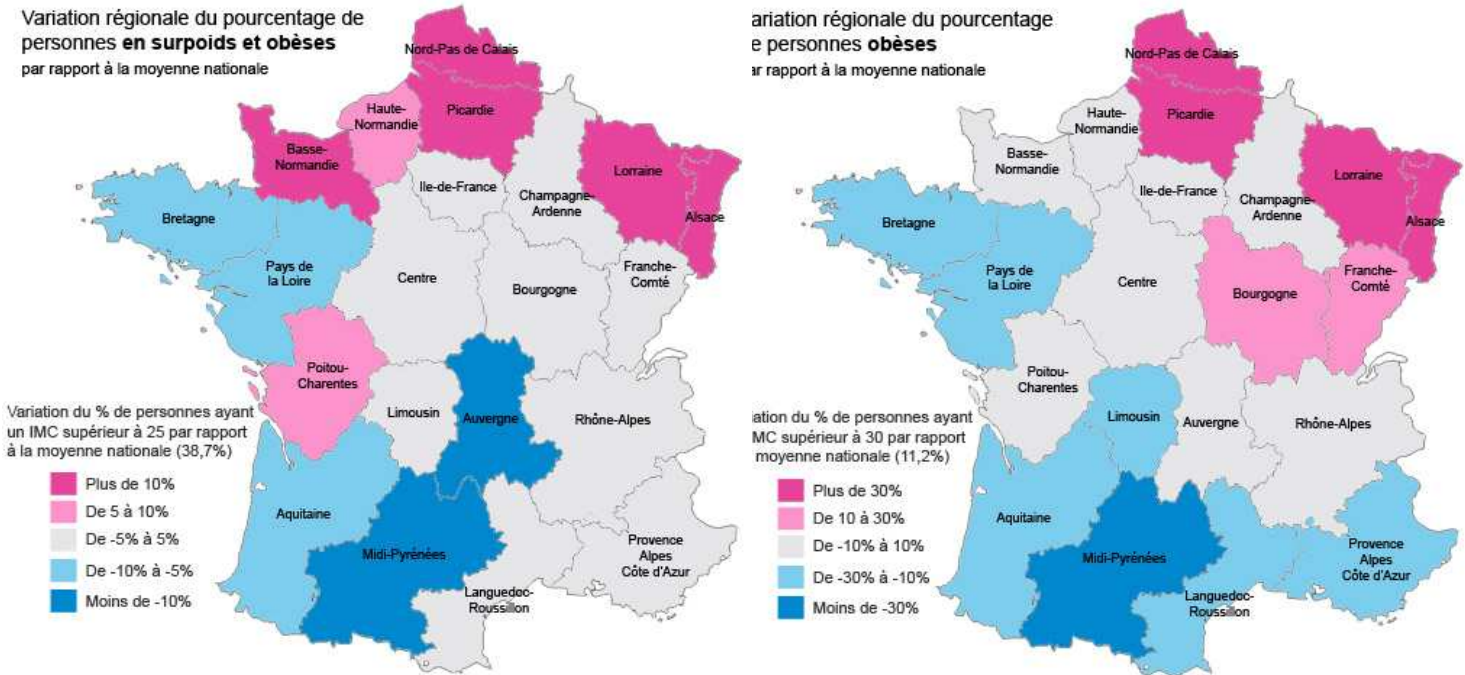 Variation régionale du pourcentage de
personnes en surpoids et obèses
par rapport à la moyenne nationale
Nord-Pas de Calais
Haute-
Normandie
Picardie
Basse-
Normandie
Ile-de-France
Champagne-
Ardenne
Lorraine
Alsace
Bretagne
Pays de
la Loire
Centre
Bourgogne
Franche-
Comté
Poitou-
Charentes
Limousin
Auvergne
Rhône-Alpes
Aquitaine
Midi-Pyrénées
Languedoc-
Roussillon
Provence
Alpes
Côte d'Azur
Variation du % de personnes ayant
un IMC supérieur à 25 par rapport
à la moyenne nationale (38,7%)
Plus de 10%
De 5 à 10%
De -5% à 5%
De -10% à -5%
Moins de -10%
ariation régionale du pourcentage
e personnes obèses
ar rapport à la moyenne nationale
Nord-Pas de Calais
Haute-
Normandie
Picardie
Basse-
Normandie
Ile-de-France
Champagne-
Ardenne
Lorraine
Alsace
Bretagne
Pays de
la Loire
Centre
Bourgogne
Franche-
Comté
Poitou-
Charentes
Limousin
Auvergne
Rhône-Alpes
Aquitaine
Midi-Pyrénées
Languedoc-
Roussillon
Provence
Alpes
Côte d'Azur
iation du % de personnes ayant
MC supérieur à 30 par rapport
moyenne nationale (11,2%)
Plus de 30%
De 10 à 30%
De -10% à 10%
De -30% à -10%
Moins de -30%